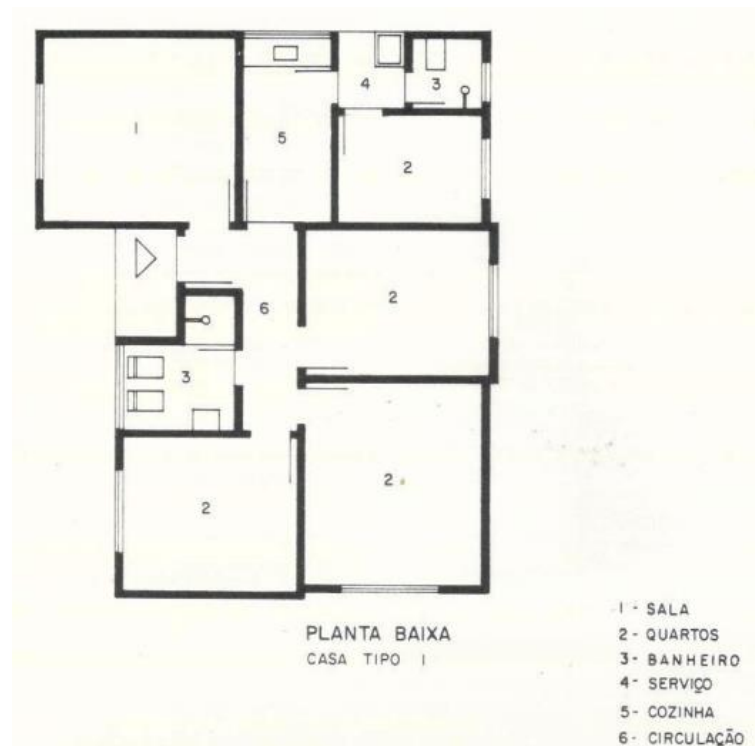 4
3
1
5
2
2
6
3
2
2
PLANTA BAIXA
CASA TIPO 1
1 - SALA
2 - QUARTOS
3 - BANHEIRO
4 - SERVIÇO
5 - COZINHA
6 - CIRCULAÇÃO